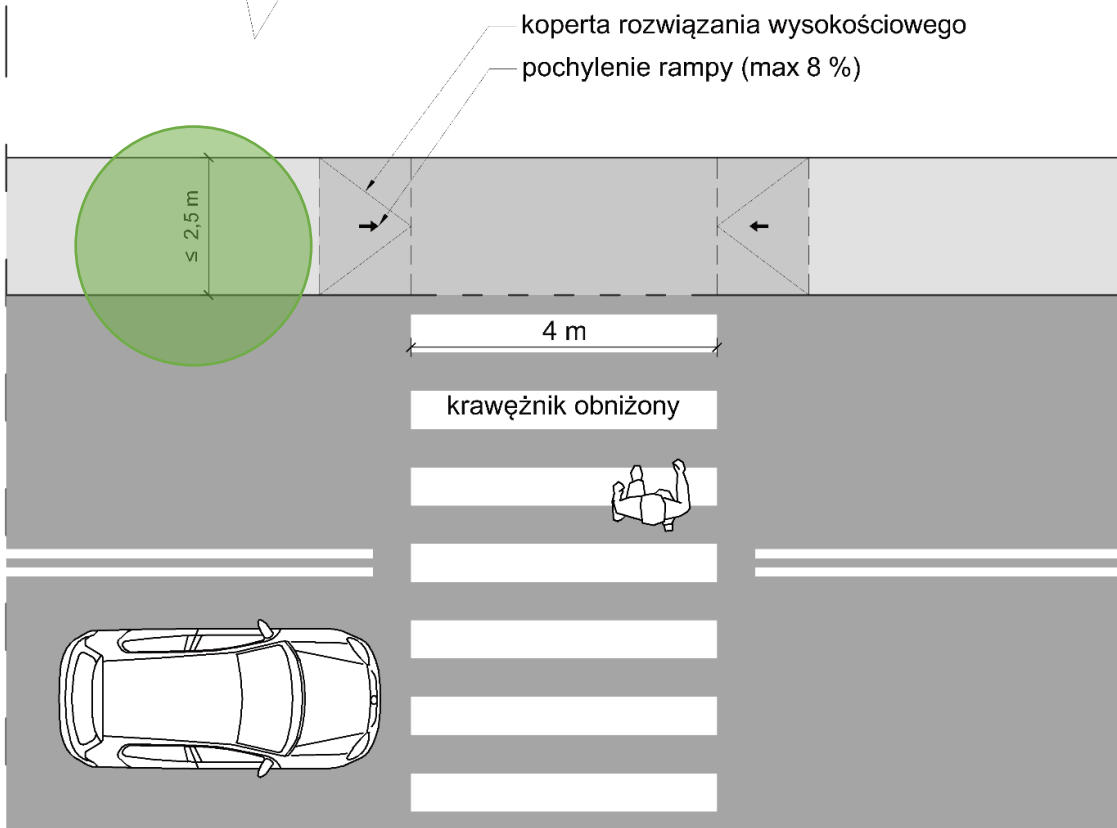 koperta rozwiązania wysokościowego
pochylenie rampy (max 8 %)
≤ 2,5 m
4 m
krawężnik obniżony